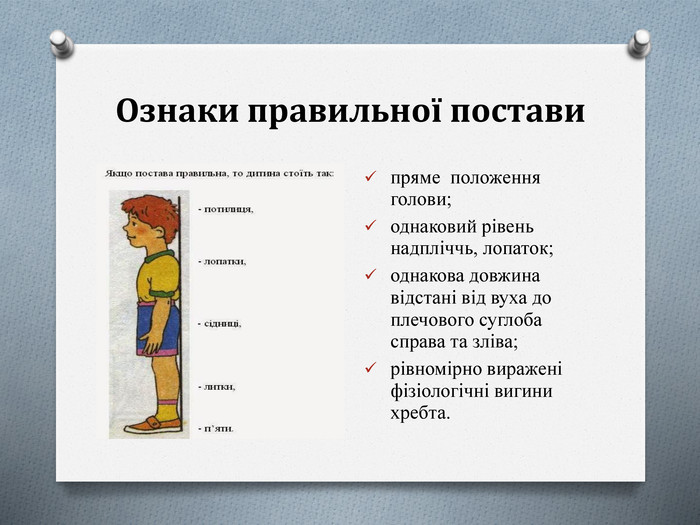 Ознаки правильної постави
Якщо постава правильна, то дитина стоїть так:
- потилиця,
- лопатки,
- сідниці,
- литки,
- п’яти.
✓ пряме положення
голови;
✓ однаковий рівень
надпліччь, лопаток;
✓ однакова довжина
відстані від вуха до
плечового суглоба
справа та зліва;
✓ рівномірно виражені
фізіологічні вигини
хребта.